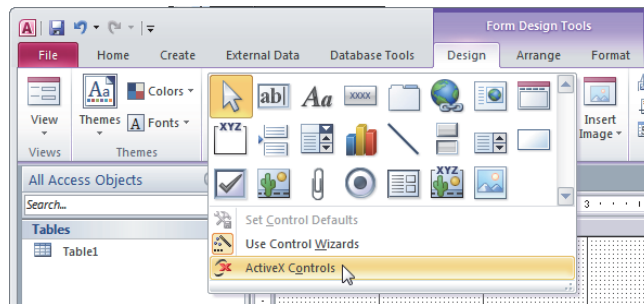 Form Design Tools
File Home Create External Data Database Tools Design Arrange Format
View
Views
Aa
Themes
Colors
A Fonts
Themes
ab|
Aa
XXXX
XYZ
XYZ
Insert
Image
All Access Objects
Search...
Tables
Table1
Set Control Defaults
Use Control Wizards
ActiveX Controls
3